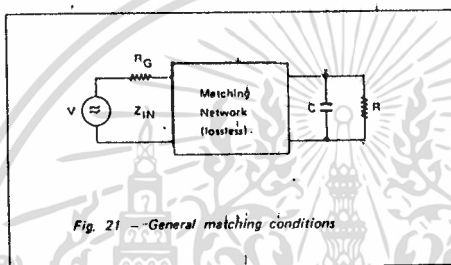 R_G
Matching
Network
(lossless)
V
Z_IN
C
R
Fig. 21 – General matching conditions